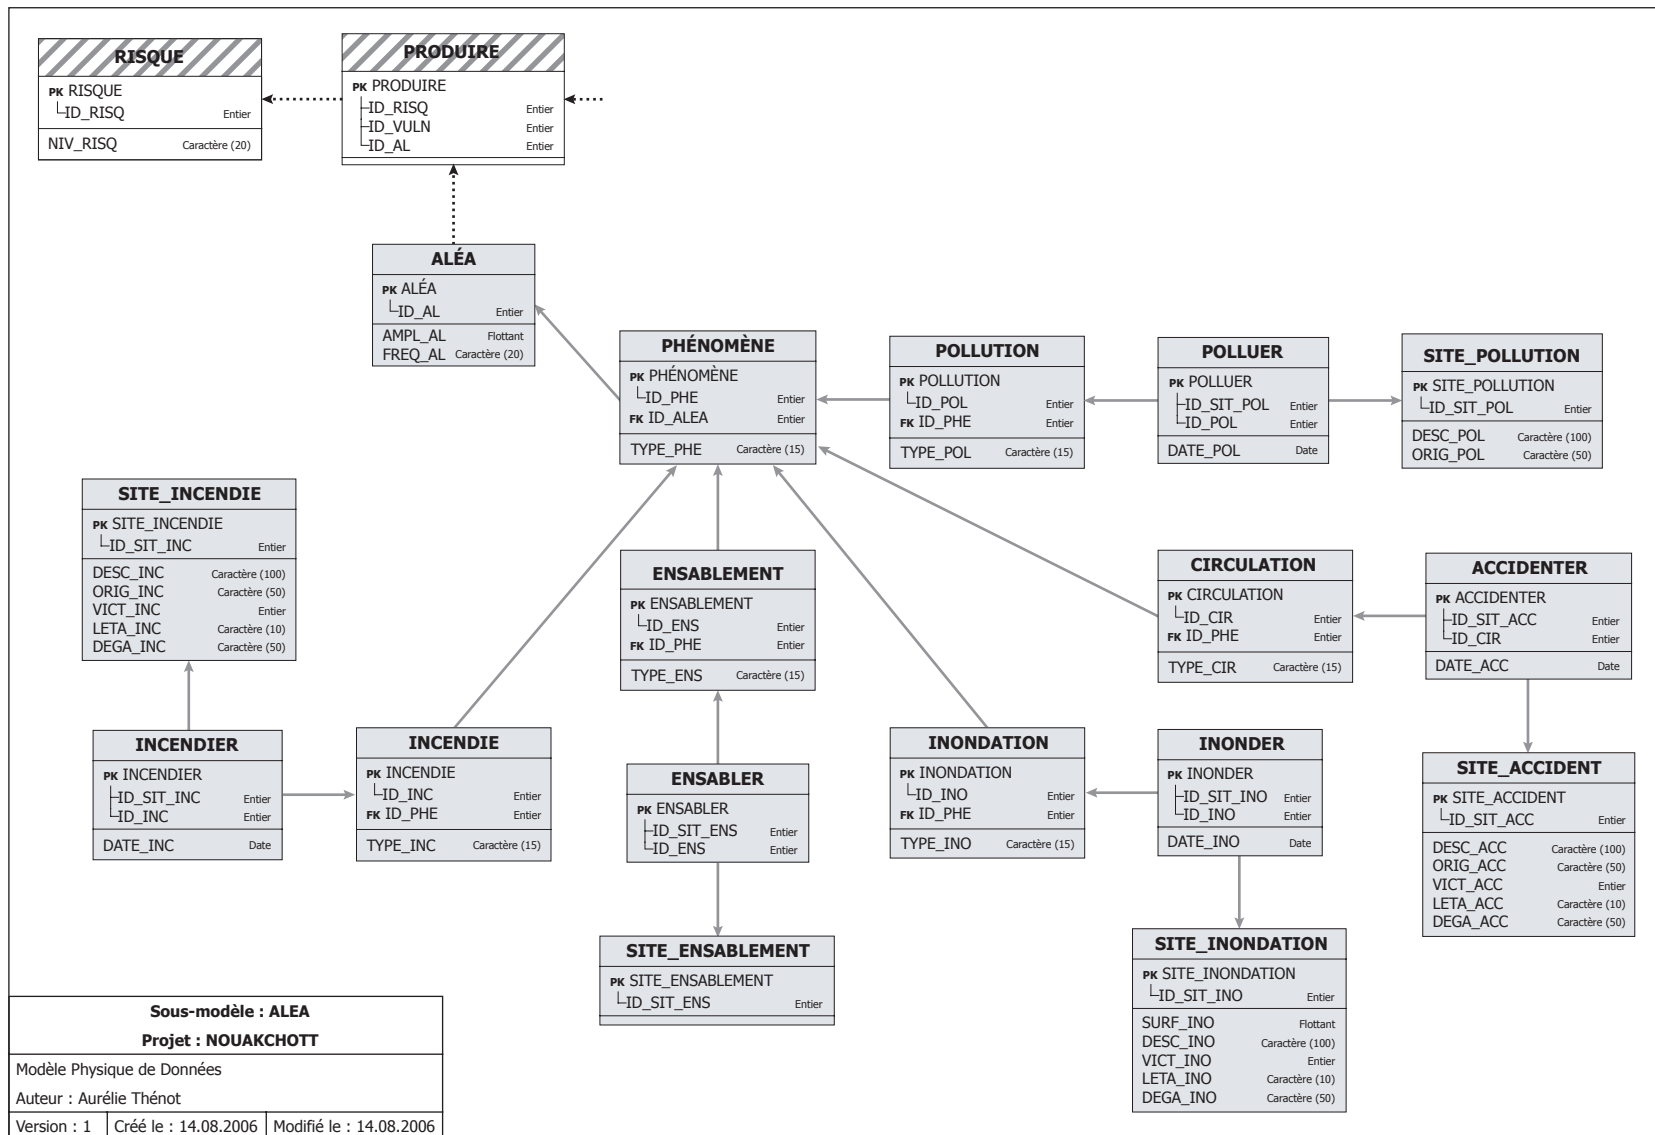 RISQUE
PK RISQUE
ID_RISQ Entier
NIV_RISQ Caractère (20)
PRODUIRE
PK PRODUIRE
ID_RISQ Entier
ID_VULN Entier
ID_AL Entier
ALÉA
PK ALÉA
ID_AL Entier
AMPL_AL Flottant
FREQ_AL Caractère (20)
PHÉNOMÈNE
PK PHÉNOMÈNE
ID_PHE Entier
FK ID_ALEA Entier
TYPE_PHE Caractère (15)
POLLUTION
PK POLLUTION
ID_POL Entier
FK ID_PHE Entier
TYPE_POL Caractère (15)
POLLUER
PK POLLUER
ID_SIT_POL Entier
ID_POL Entier
DATE_POL Date
SITE_POLLUTION
PK SITE_POLLUTION
ID_SIT_POL Entier
DESC_POL Caractère (100)
ORIG_POL Caractère (50)
SITE_INCENDIE
PK SITE_INCENDIE
ID_SIT_INC Entier
DESC_INC Caractère (100)
ORIG_INC Caractère (50)
VICT_INC Entier
LETA_INC Caractère (10)
DEGA_INC Caractère (50)
ENSABLEMENT
PK ENSABLEMENT
ID_ENS Entier
FK ID_PHE Entier
TYPE_ENS Caractère (15)
CIRCULATION
PK CIRCULATION
ID_CIR Entier
FK ID_PHE Entier
TYPE_CIR Caractère (15)
ACCIDENTER
PK ACCIDENTER
ID_SIT_ACC Entier
ID_CIR Entier
DATE_ACC Date
INCENDIER
PK INCENDIER
ID_SIT_INC Entier
ID_INC Entier
DATE_INC Date
INCENDIE
PK INCENDIE
ID_INC Entier
FK ID_PHE Entier
TYPE_INC Caractère (15)
ENSABLER
PK ENSABLER
ID_SIT_ENS Entier
ID_ENS Entier
INONDATION
PK INONDATION
ID_INO Entier
FK ID_PHE Entier
TYPE_INO Caractère (15)
INONDER
PK INONDER
ID_SIT_INO Entier
ID_INO Entier
DATE_INO Date
SITE_ACCIDENT
PK SITE_ACCIDENT
ID_SIT_ACC Entier
DESC_ACC Caractère (100)
ORIG_ACC Caractère (50)
VICT_ACC Entier
LETA_ACC Caractère (10)
DEGA_ACC Caractère (50)
SITE_ENSABLEMENT
PK SITE_ENSABLEMENT
ID_SIT_ENS Entier
SITE_INONDATION
PK SITE_INONDATION
ID_SIT_INO Entier
SURF_INO Flottant
DESC_INO Caractère (100)
VICT_INO Entier
LETA_INO Caractère (10)
DEGA_INO Caractère (50)
Sous-modèle : ALEA
Projet : NOUAKCHOTT
Modèle Physique de Données
Auteur : Aurélie Thénot
Version : 1 Créé le : 14.08.2006 Modifié le : 14.08.2006